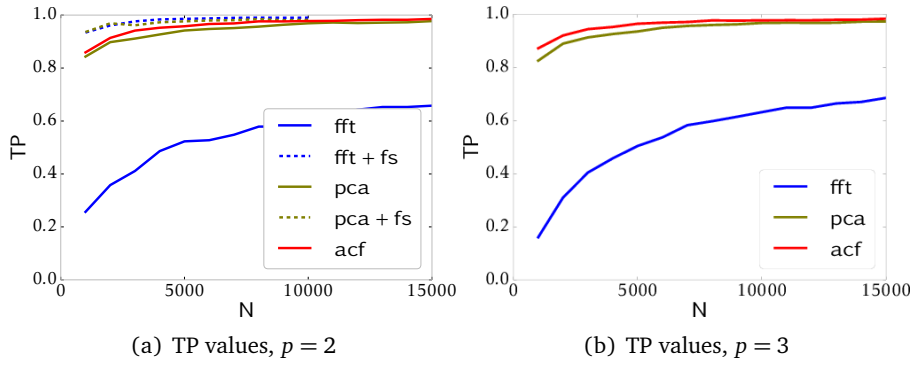 1.0
0.8
0.6
0.4
0.2
0.0
TP
0
5000
10000
15000
N
fft
fft + fs
pca
pca + fs
acf
(a) TP values, p = 2
1.0
0.8
0.6
0.4
0.2
0.0
TP
0
5000
10000
15000
N
fft
pca
acf
(b) TP values, p = 3